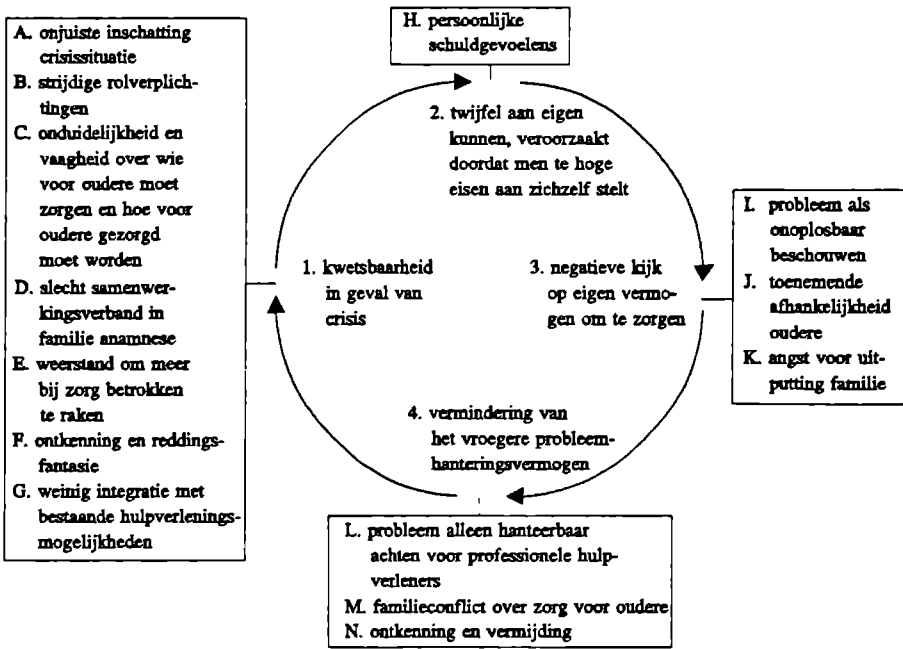 A. onjuiste inschatting
crisissituatie
B. strijdige rolverplich-
tingen
C. onduidelijkheid en
vaagheid over wie
voor oudere moet
zorgen en hoe voor
oudere gezorgd
moet worden
D. slecht samenwer-
kingsverband in
familie anamnese
E. weerstand om meer
bij zorg betrokken
te raken
F. ontkenning en reddings-
fantasie
G. weinig integratie met
bestaande hulpverlenings-
mogelijkheden
H. persoonlijke
schuldgevoelens
1. kwetsbaarheid
in geval van
crisis
2. twijfel aan eigen
kunnen, veroorzaakt
doordat men te hoge
eisen aan zichzelf stelt
3. negatieve kijk
op eigen vermo-
gen om te zorgen
4. vermindering van
het vroegere probleem-
hanteringsvermogen
I. probleem als
onoplosbaar
beschouwen
J. toenemende
afhankelijkheid
oudere
K. angst voor uit-
putting familie
L. probleem alleen hanteerbaar
achten voor professionele hulp-
verleners
M. familieconflict over zorg voor oudere
N. ontkenning en vermijding